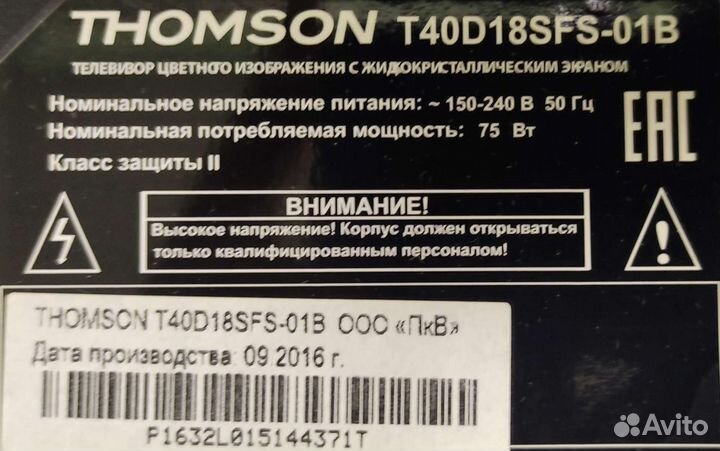 THOMSON T40D18SFS-01B
ТЕЛЕВИЗОР ЦВЕТНОГО ИЗОБРАЖЕНИЯ С ЖИДКОКРИСТАЛЛИЧЕСКИМ ЭКРАНОМ
Номинальное напряжение питания: ~ 150-240 В 50 Гц
Номинальная потребляемая мощность: 75 Вт
Класс защиты II
EAC
ВНИМАНИЕ!
Высокое напряжение! Корпус должен открываться
только квалифицированным персоналом!
THOMSON T40D18SFS-01B ООО «ПкВ»
Дата производства 09 2016 г.
P1632L015144371T
Avito